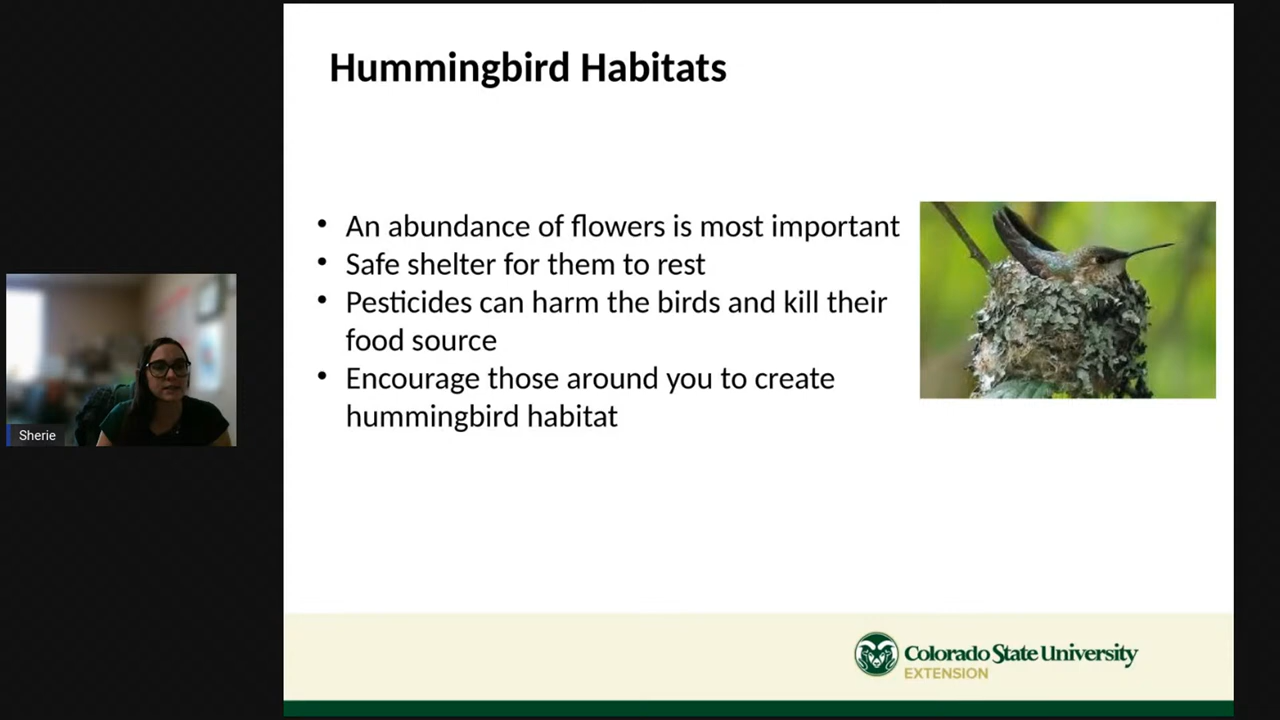 Hummingbird Habitats
• An abundance of flowers is most important
• Safe shelter for them to rest
• Pesticides can harm the birds and kill their
food source
• Encourage those around you to create
hummingbird habitat
Sherie
Colorado State University
EXTENSION